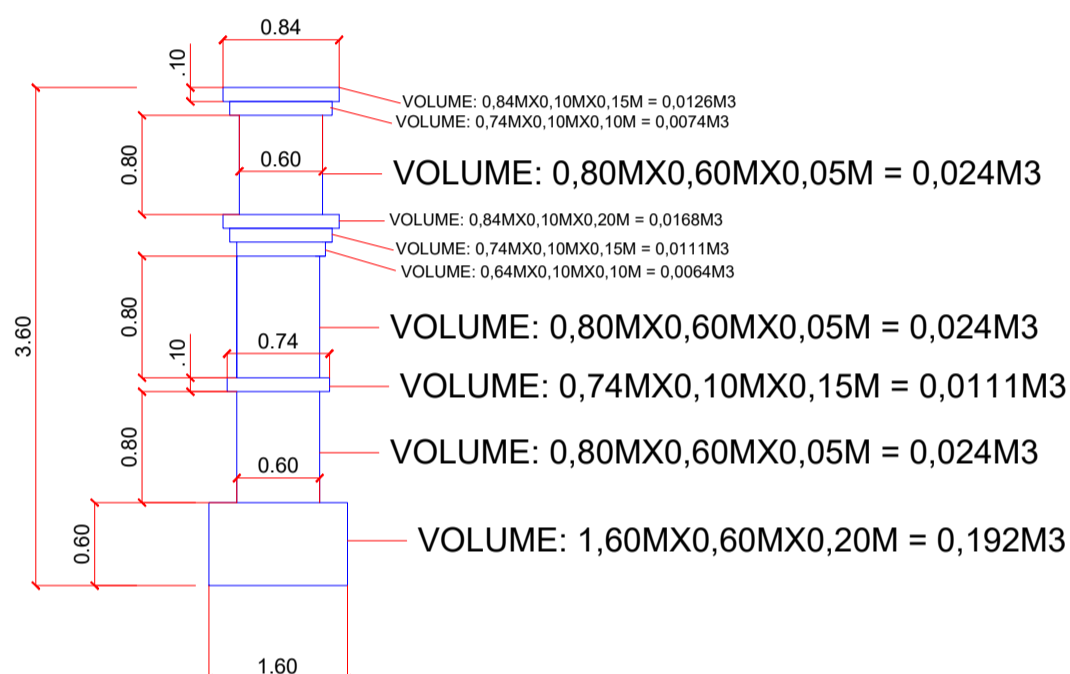 0.84
.10
VOLUME: 0,84MX0,10MX0,15M = 0,0126M3
VOLUME: 0,74MX0,10MX0,10M = 0,0074M3
0.80
0.60
VOLUME: 0,80MX0,60MX0,05M = 0,024M3
VOLUME: 0,84MX0,10MX0,20M = 0,0168M3
VOLUME: 0,74MX0,10MX0,15M = 0,0111M3
VOLUME: 0,64MX0,10MX0,10M = 0,0064M3
3.60
0.80
VOLUME: 0,80MX0,60MX0,05M = 0,024M3
.10
0.74
VOLUME: 0,74MX0,10MX0,15M = 0,0111M3
0.80
VOLUME: 0,80MX0,60MX0,05M = 0,024M3
0.60
0.60
VOLUME: 1,60MX0,60MX0,20M = 0,192M3
1.60